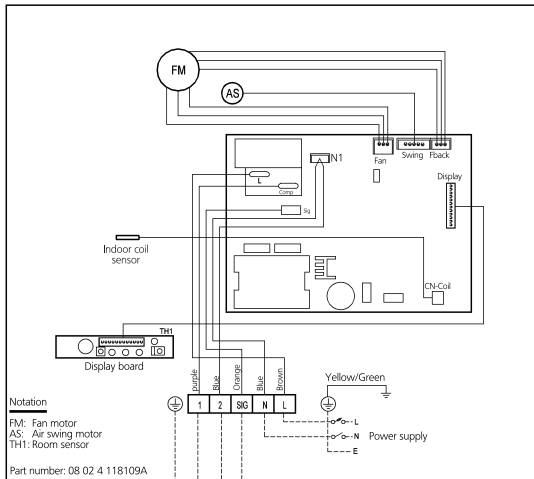 FM
AS
N1
Fan
Swing
Fback
Display
L
Comp
Sig
Indoor coil
sensor
CN-Coil
TH1
Display board
purple
Blue
Orange
Blue
Brown
Yellow/Green
1 2 SIG N L
L
N
Power supply
E
Notation
FM: Fan motor
AS: Air swing motor
TH1: Room sensor
Part number: 08 02 4 118109A